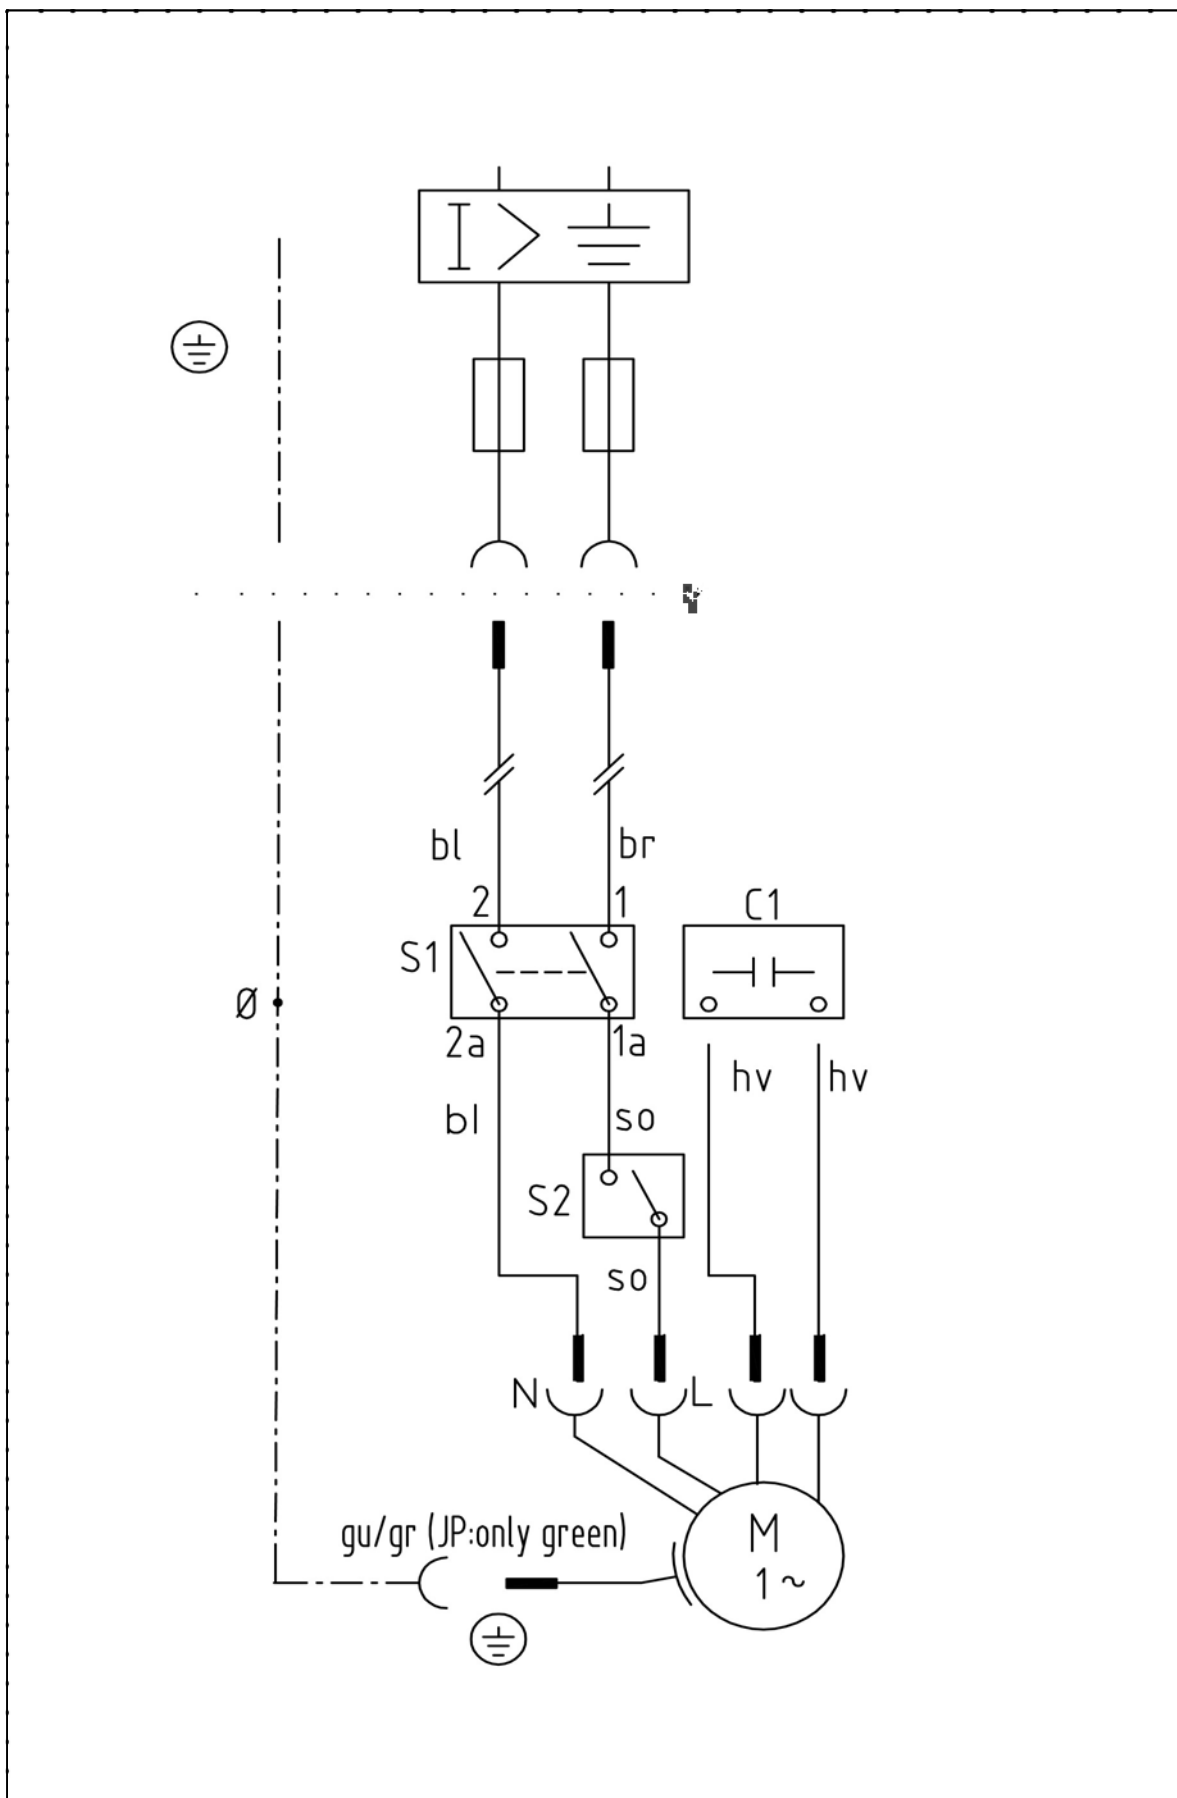 bl
br
2
1
C1
S1
Ø
2a
1a
hv
hv
bl
so
S2
so
N
L
gu/gr (JP:only green)
M
1~